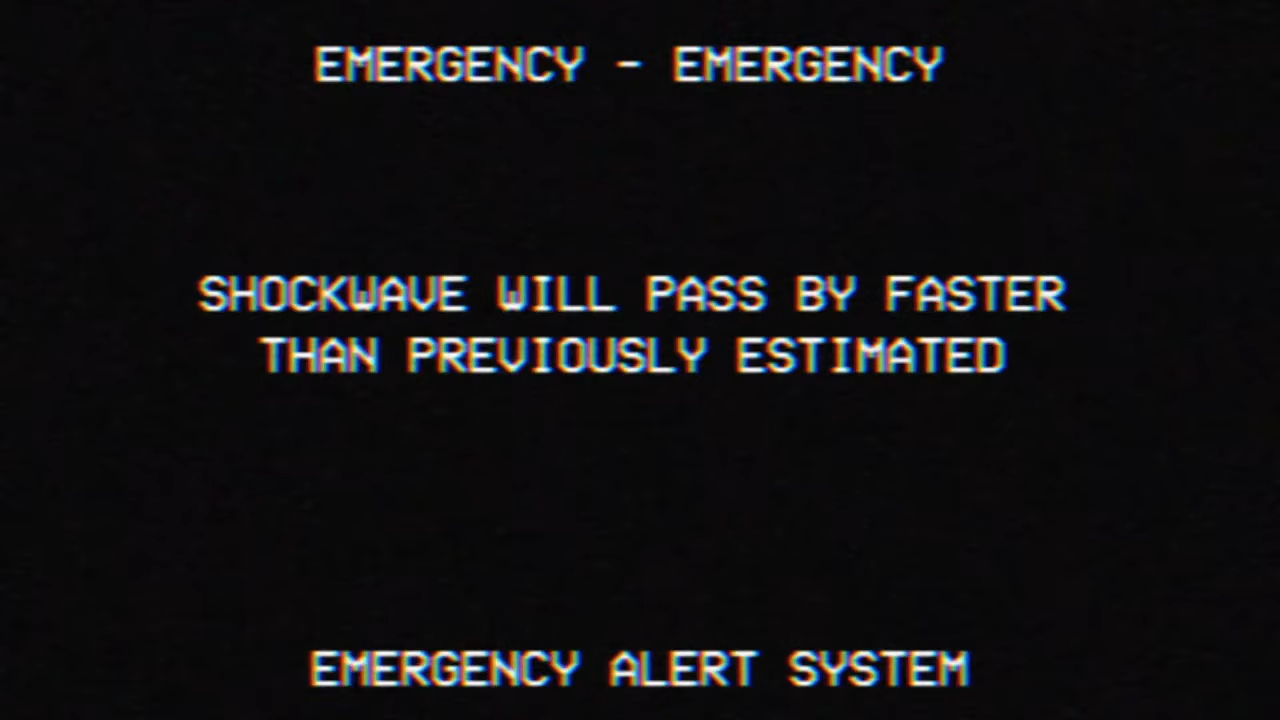 EMERGENCY - EMERGENCY
SHOCKWAVE WILL PASS BY FASTER
THAN PREVIOUSLY ESTIMATED
EMERGENCY ALERT SYSTEM